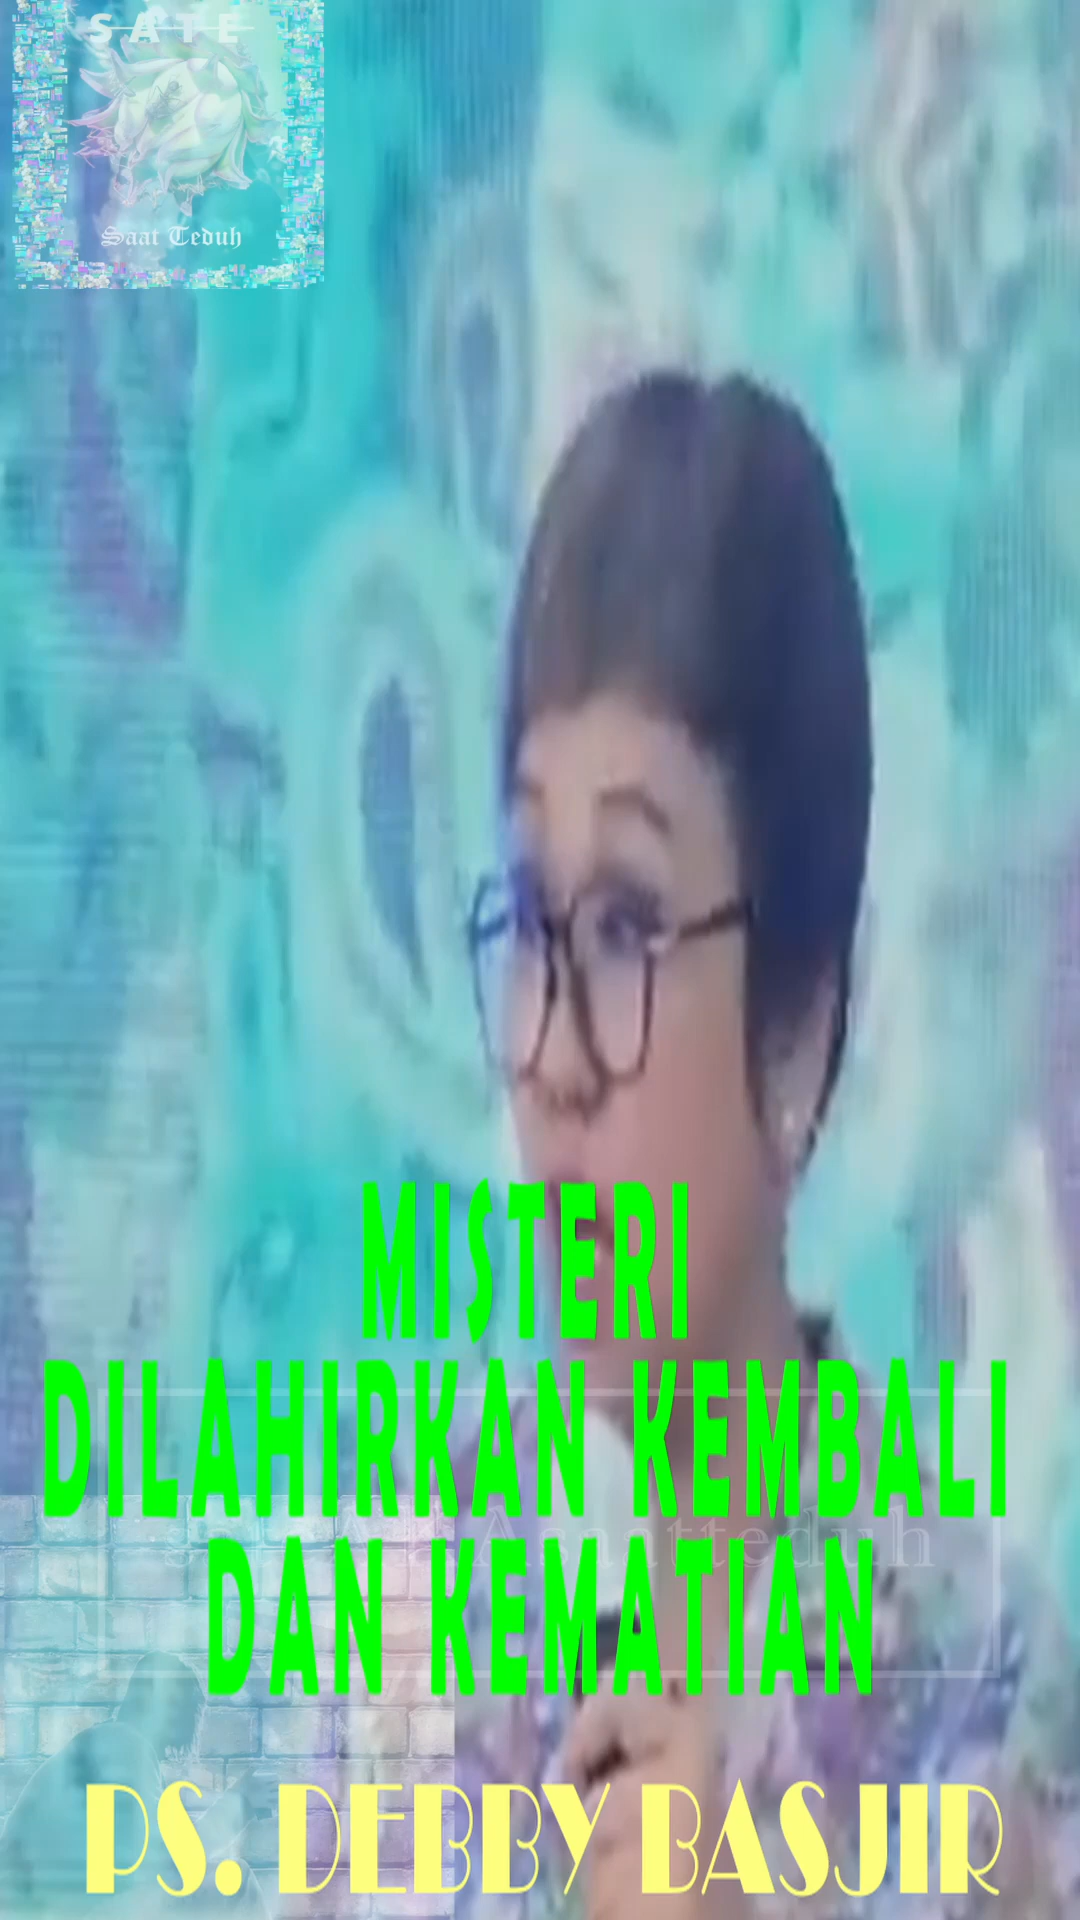 SATE
Saat Teduh
MISTERI
DILAHIRKAN KEMBALI
DAN KEMATIAN
PS. DEBBY BASJIR